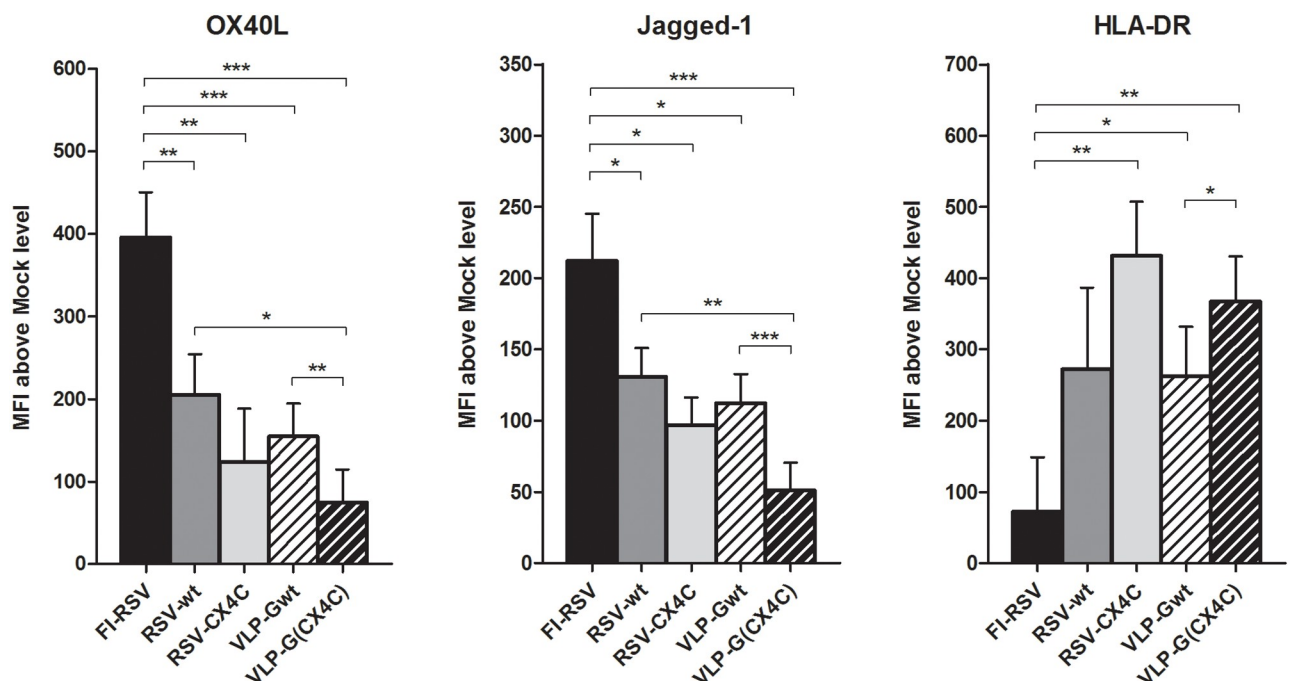 OX40L
600
500
400
300
200
100
0
MFI above Mock level
***
***
**
**
*
**
FI-RSV
RSV-wt
RSV-CX4C
VLP-Gwt
VLP-G(CX4C)
Jagged-1
350
300
250
200
150
100
50
0
MFI above Mock level
***
*
*
*
**
***
FI-RSV
RSV-wt
RSV-CX4C
VLP-Gwt
VLP-G(CX4C)
HLA-DR
700
600
500
400
300
200
100
0
MFI above Mock level
**
*
**
*
FI-RSV
RSV-wt
RSV-CX4C
VLP-Gwt
VLP-G(CX4C)